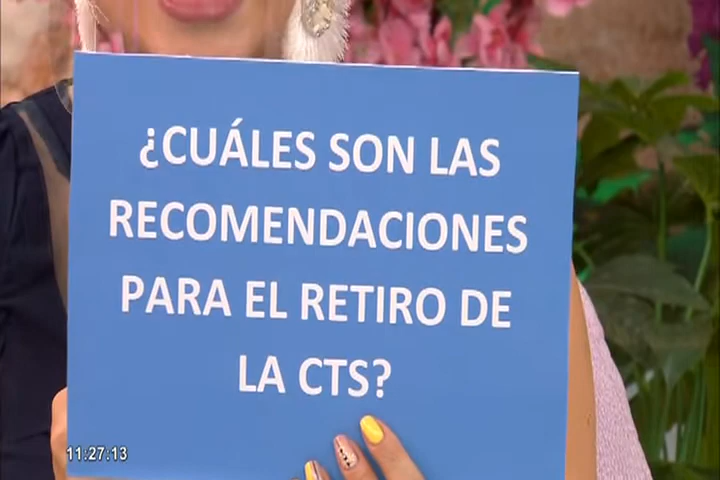 ¿CUÁLES SON LAS
RECOMENDACIONES
PARA EL RETIRO DE
LA CTS?
11:27:13